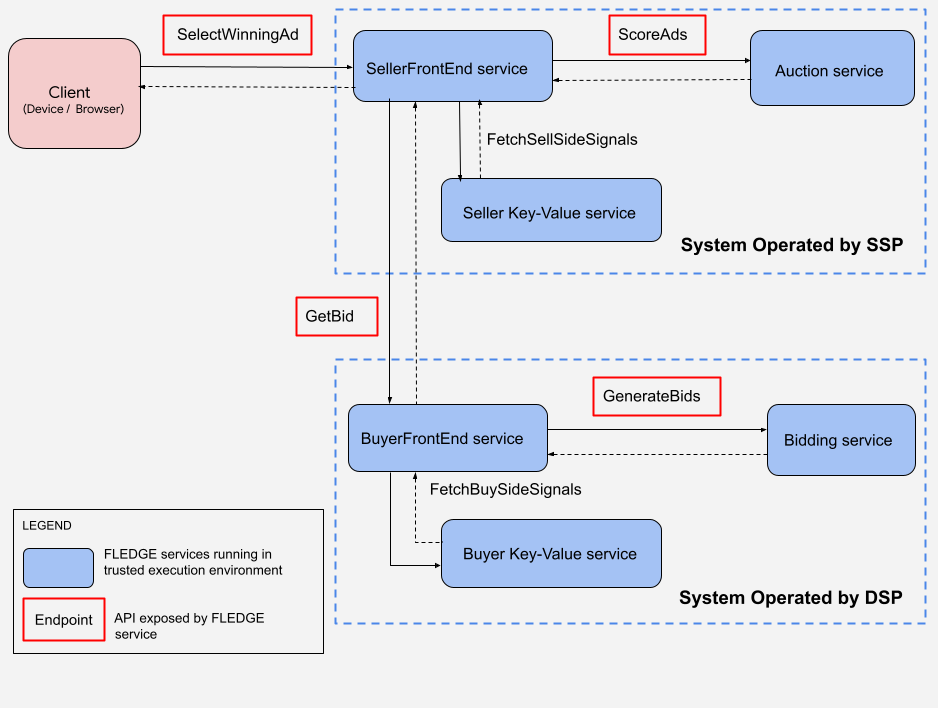 SelectWinningAd
ScoreAds
SellerFrontEnd service
Auction service
Client
(Device / Browser)
FetchSellSideSignals
Seller Key-Value service
System Operated by SSP
GetBid
GenerateBids
BuyerFrontEnd service
Bidding service
FetchBuySideSignals
Buyer Key-Value service
System Operated by DSP
LEGEND
FLEDGE services running in
trusted execution environment
Endpoint
API exposed by FLEDGE
service